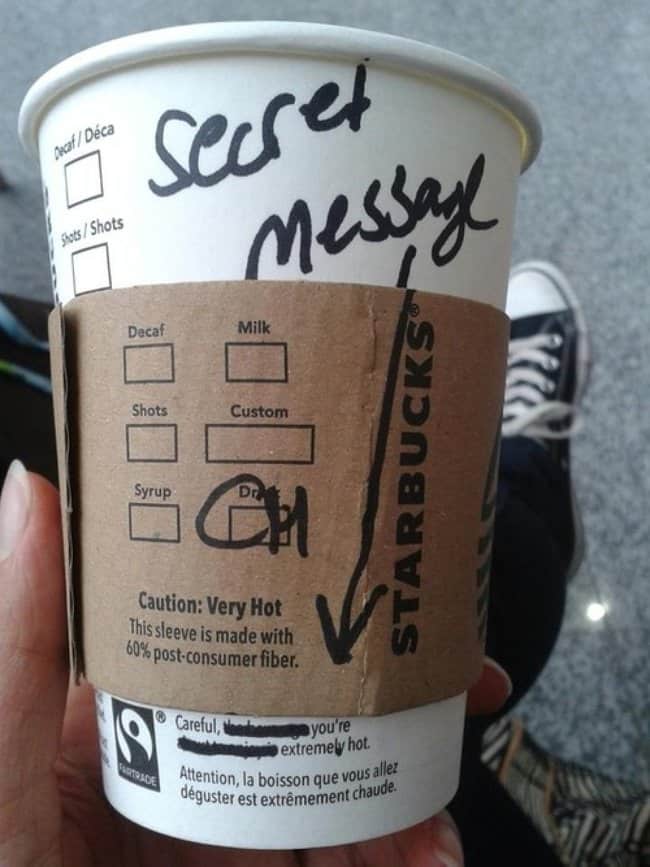 Decaf / Déca
Shots / Shots
secret
message
Decaf
Milk
Shots
Custom
Syrup
CH
STARBUCKS®
Caution: Very Hot
This sleeve is made with
60% post-consumer fiber.
FAIRTRADE
®
Careful, you're
extremely hot.
Attention, la boisson que vous allez
déguster est extrêmement chaude.